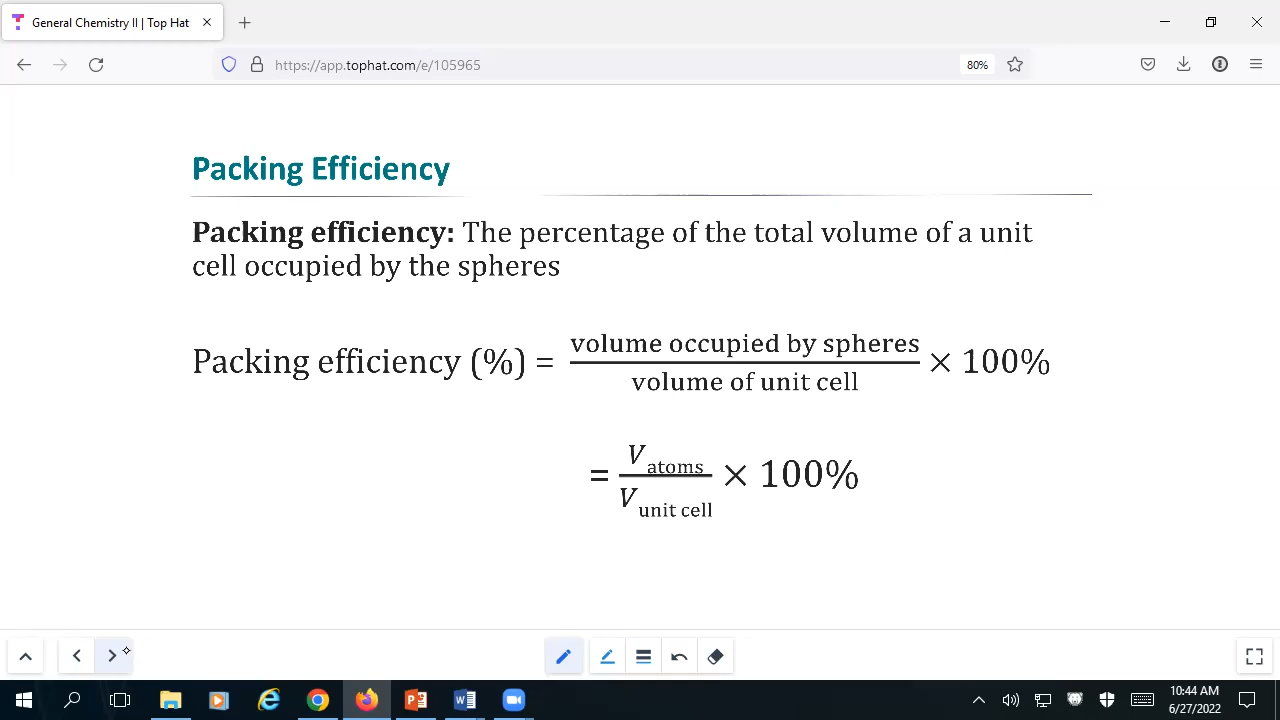 General Chemistry II | Top Hat
https://app.tophat.com/e/105965
80%
Packing Efficiency
Packing efficiency: The percentage of the total volume of a unit
cell occupied by the spheres
Packing efficiency (%) = volume occupied by spheres / volume of unit cell × 100%
= V atoms / V unit cell × 100%
10:44 AM
6/27/2022